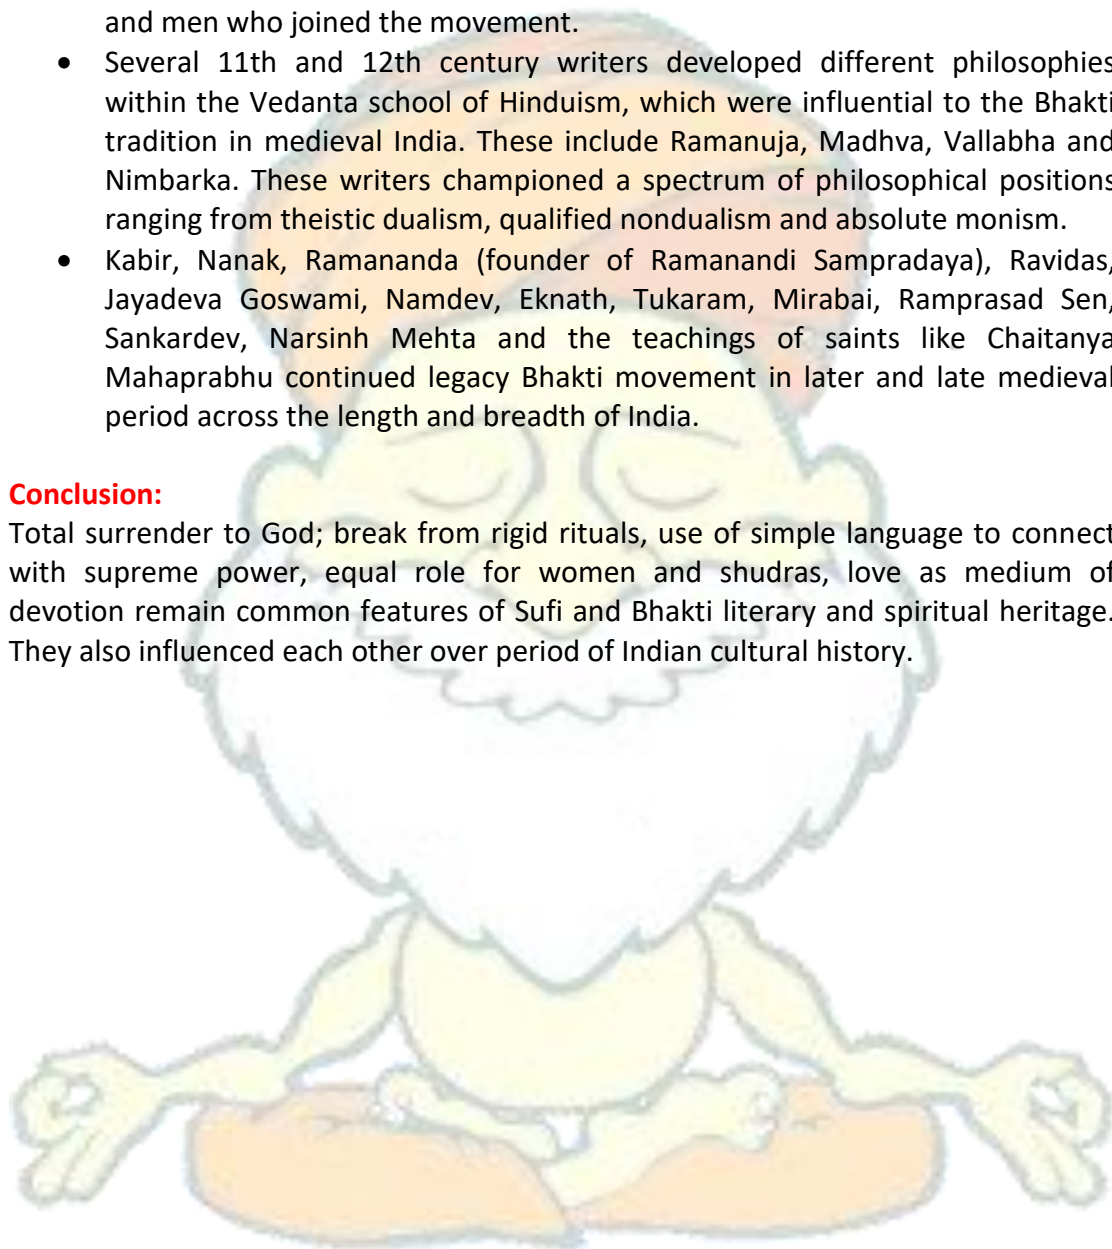 and men who joined the movement.
• Several 11th and 12th century writers developed different philosophies
within the Vedanta school of Hinduism, which were influential to the Bhakti
tradition in medieval India. These include Ramanuja, Madhva, Vallabha and
Nimbarka. These writers championed a spectrum of philosophical positions
ranging from theistic dualism, qualified nondualism and absolute monism.
• Kabir, Nanak, Ramananda (founder of Ramanandi Sampradaya), Ravidas,
Jayadeva Goswami, Namdev, Eknath, Tukaram, Mirabai, Ramprasad Sen,
Sankardev, Narsinh Mehta and the teachings of saints like Chaitanya
Mahaprabhu continued legacy Bhakti movement in later and late medieval
period across the length and breadth of India.
Conclusion:
Total surrender to God; break from rigid rituals, use of simple language to connect
with supreme power, equal role for women and shudras, love as medium of
devotion remain common features of Sufi and Bhakti literary and spiritual heritage.
They also influenced each other over period of Indian cultural history.